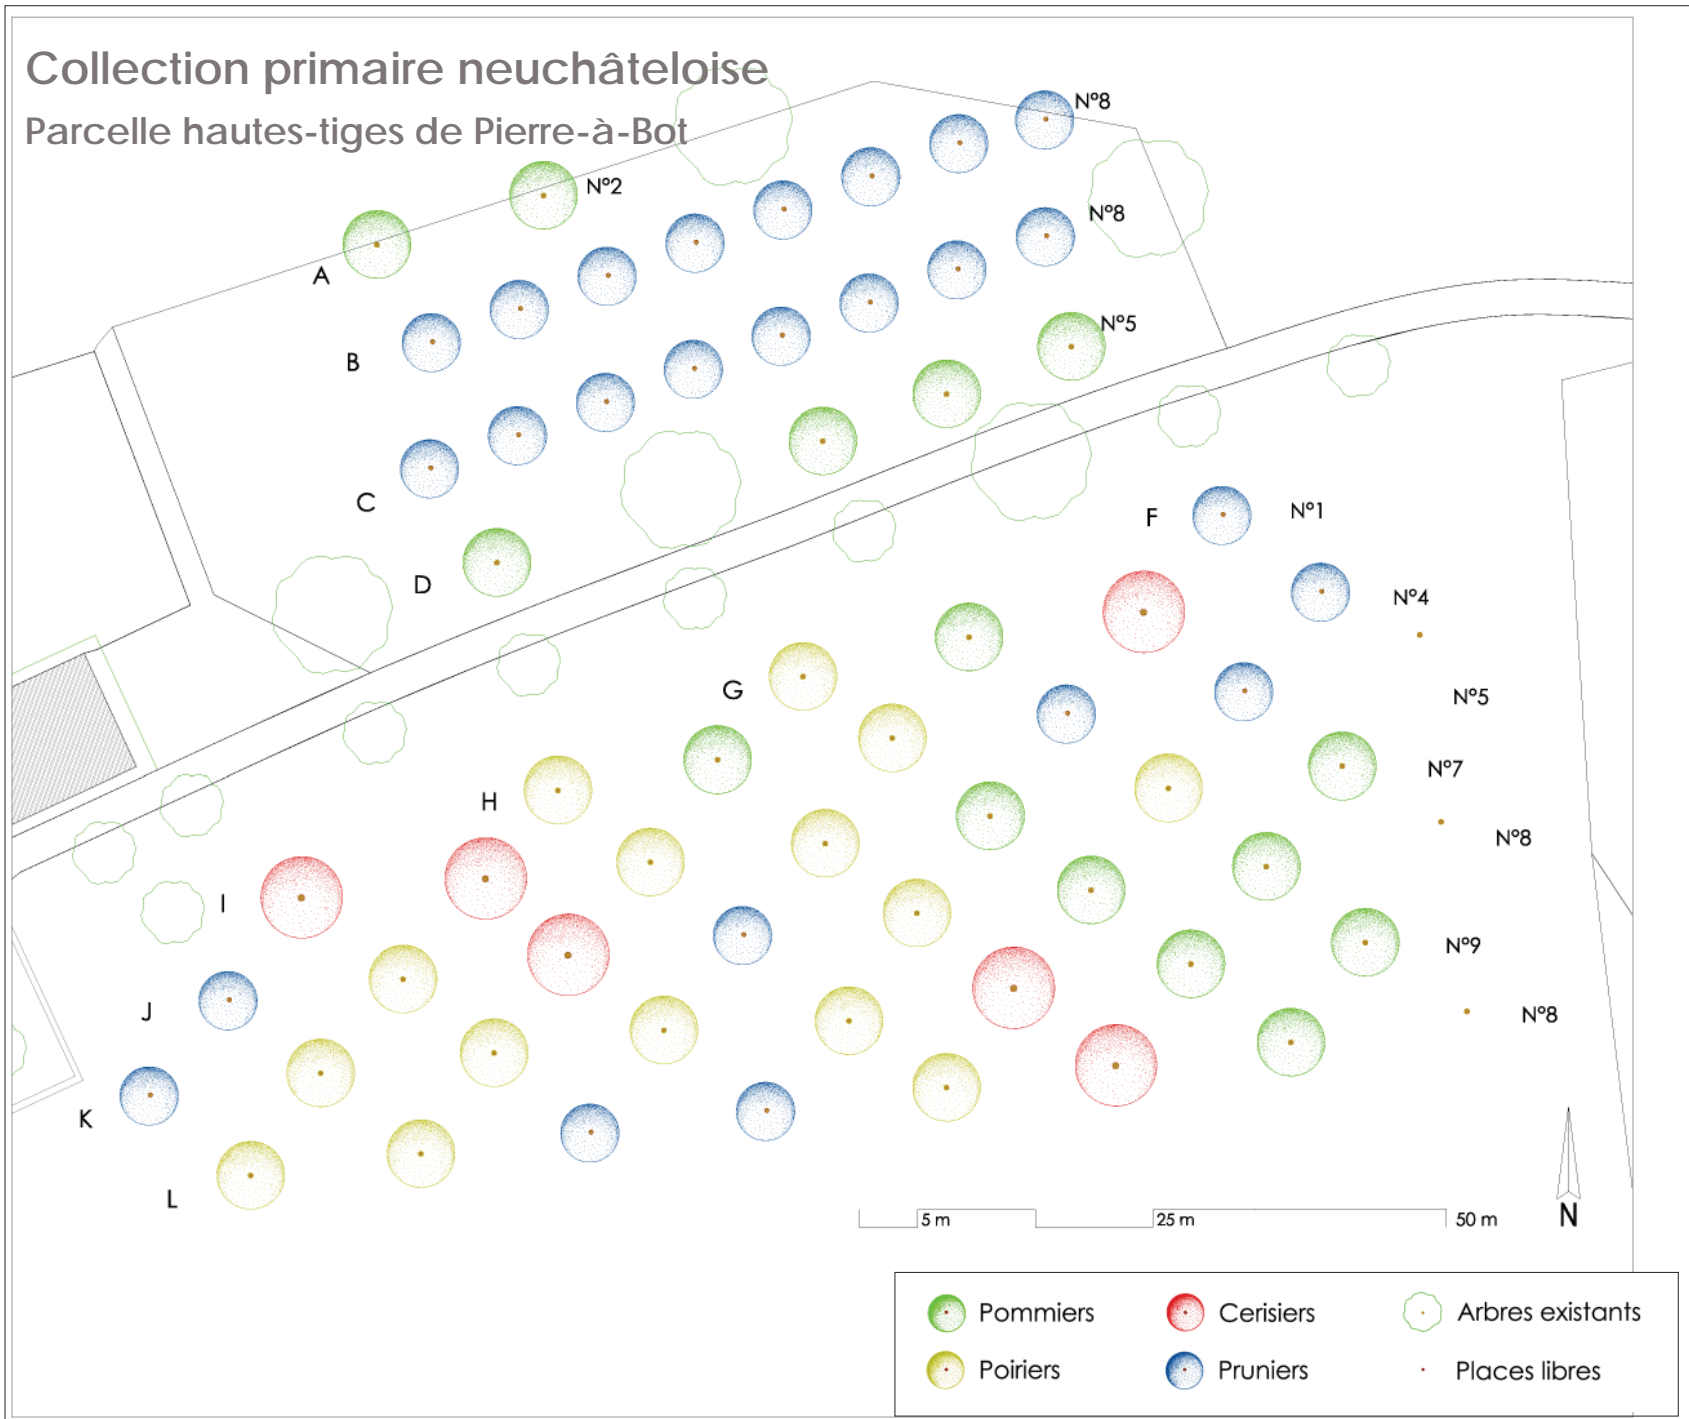 Collection primaire neuchâteloise
Parcelle hautes-tiges de Pierre-à-Bot
N°8
N°2
N°8
A
N°5
B
C
F
N°1
D
N°4
G
N°5
N°7
H
N°8
I
N°9
J
N°8
K
L
5 m
25 m
50 m
N
Pommiers
Cerisiers
Arbres existants
Poiriers
Pruniers
Places libres